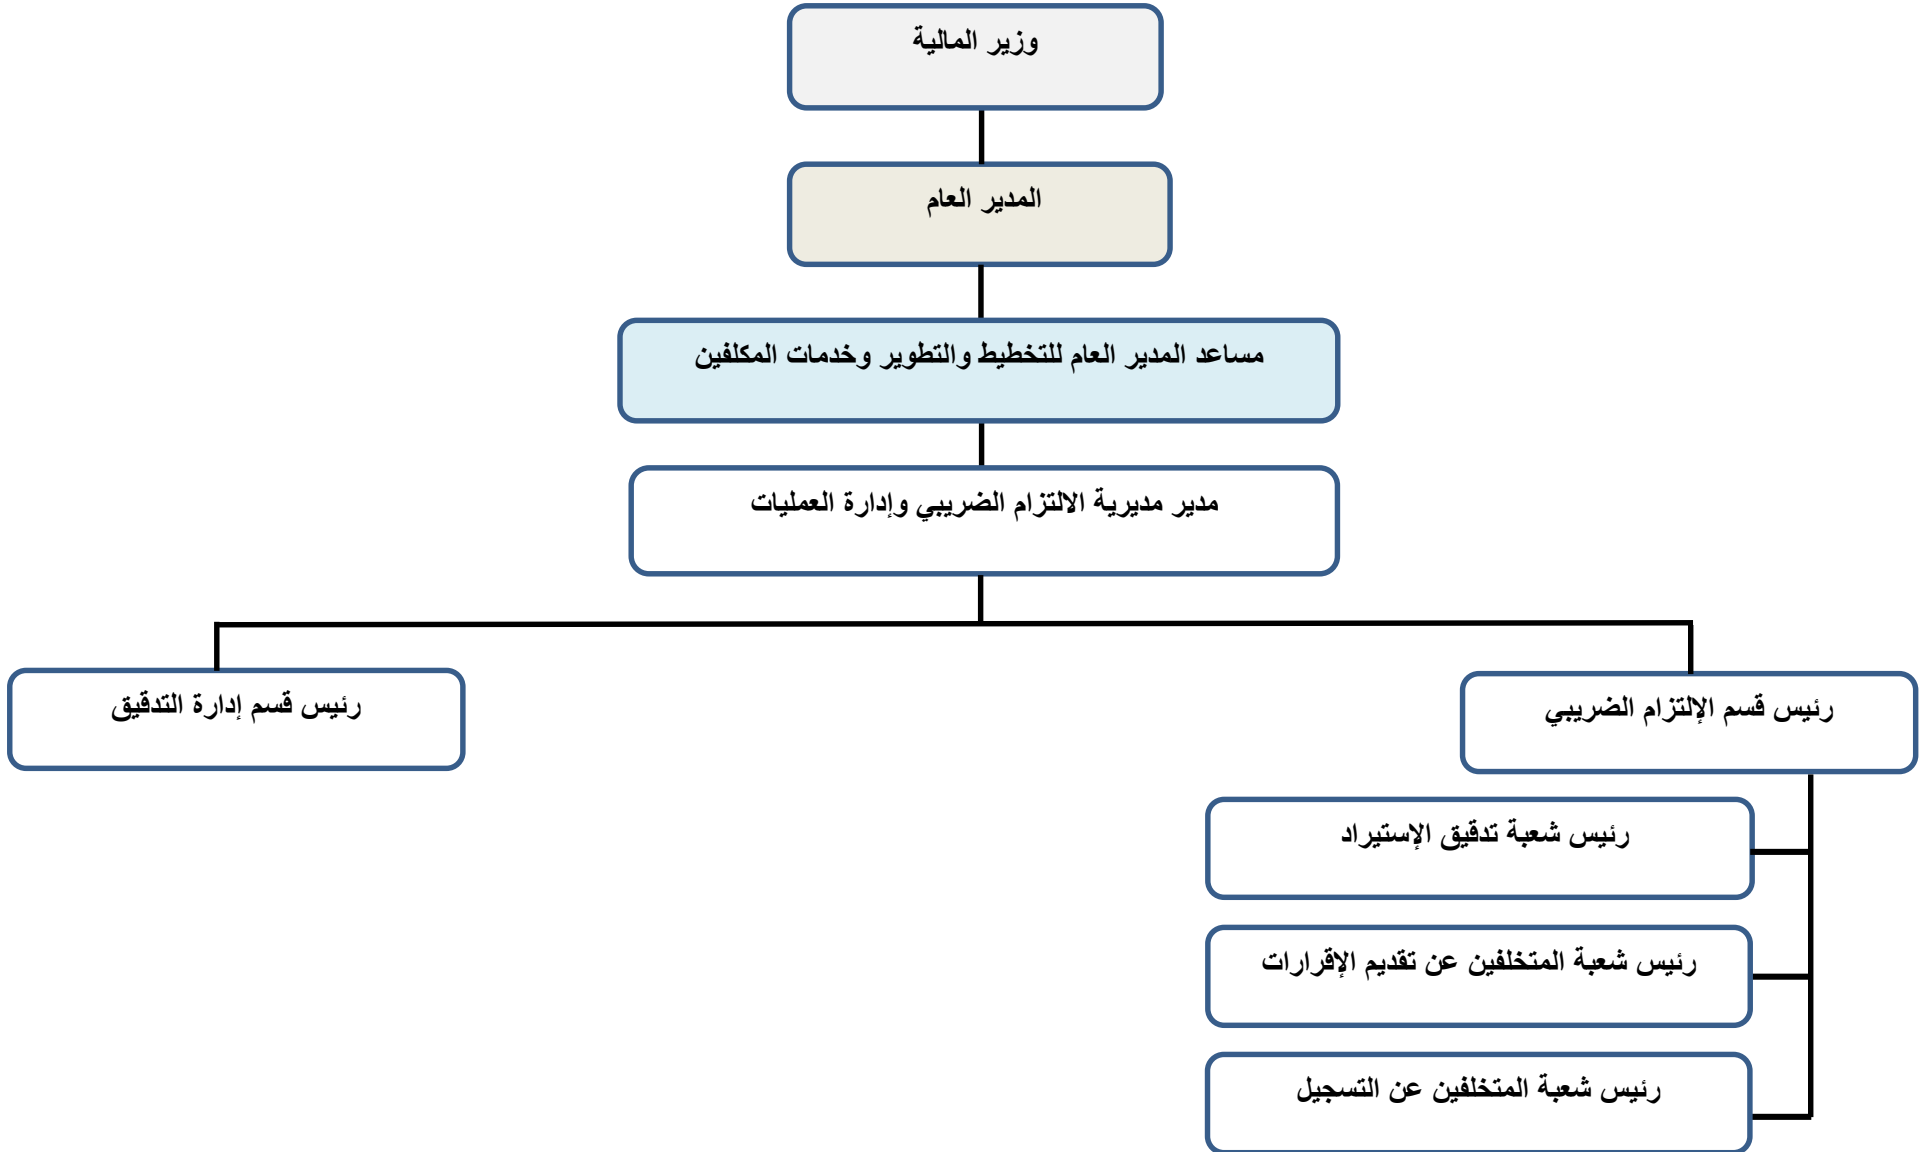 وزير المالية
المدير العام
مساعد المدير العام للتخطيط والتطوير وخدمات المكلفين
مدير مديرية الالتزام الضريبي وإدارة العمليات
رئيس قسم الإلتزام الضريبي
رئيس قسم إدارة التدقيق
رئيس شعبة تدقيق الإستيراد
رئيس شعبة المتخلفين عن تقديم الإقرارات
رئيس شعبة المتخلفين عن التسجيل